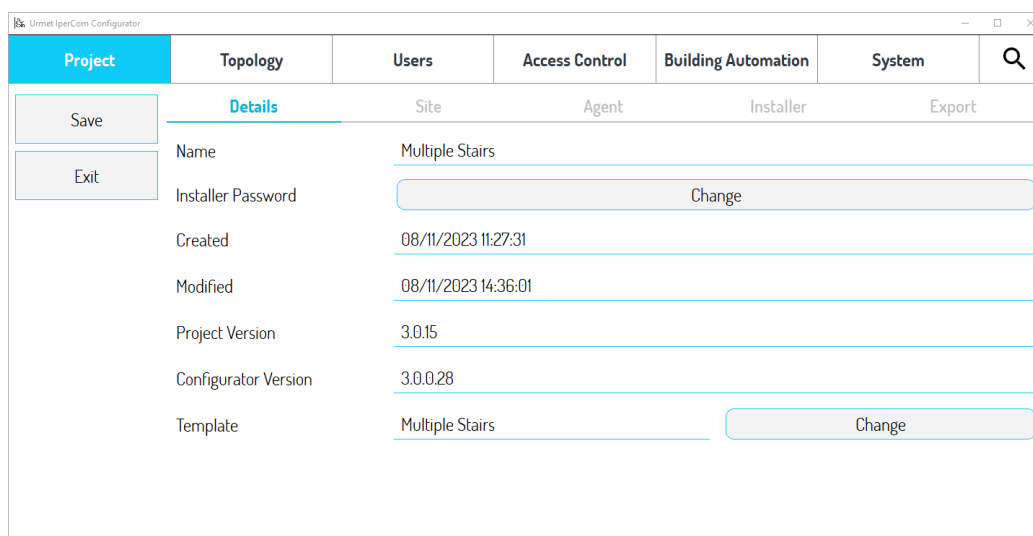 Urmet IperCom Configurator
Project Topology Users Access Control Building Automation System
Save
Exit
Details Site Agent Installer Export
Name Multiple Stairs
Installer Password Change
Created 08/11/2023 11:27:31
Modified 08/11/2023 14:36:01
Project Version 3.0.15
Configurator Version 3.0.0.28
Template Multiple Stairs Change